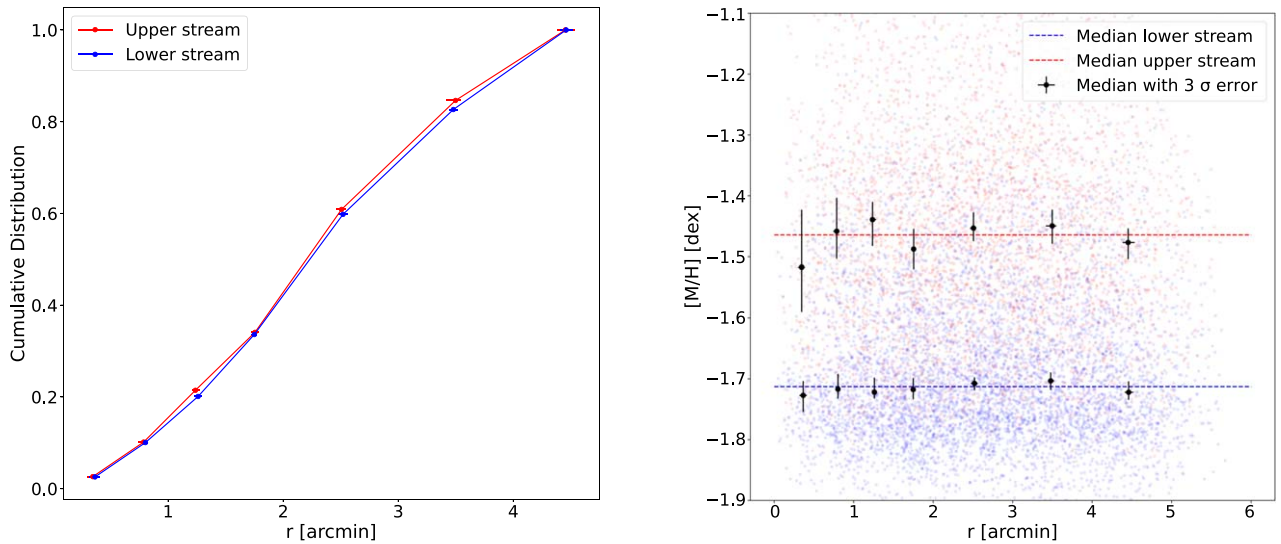 Upper stream
Lower stream
1.0
0.8
0.6
0.4
0.2
0.0
Cumulative Distribution
1 2 3 4
r [arcmin]
Median lower stream
Median upper stream
Median with 3 σ error
−1.1
−1.2
−1.3
−1.4
−1.5
−1.6
−1.7
−1.8
−1.9
[M/H] [dex]
0 1 2 3 4 5 6
r [arcmin]